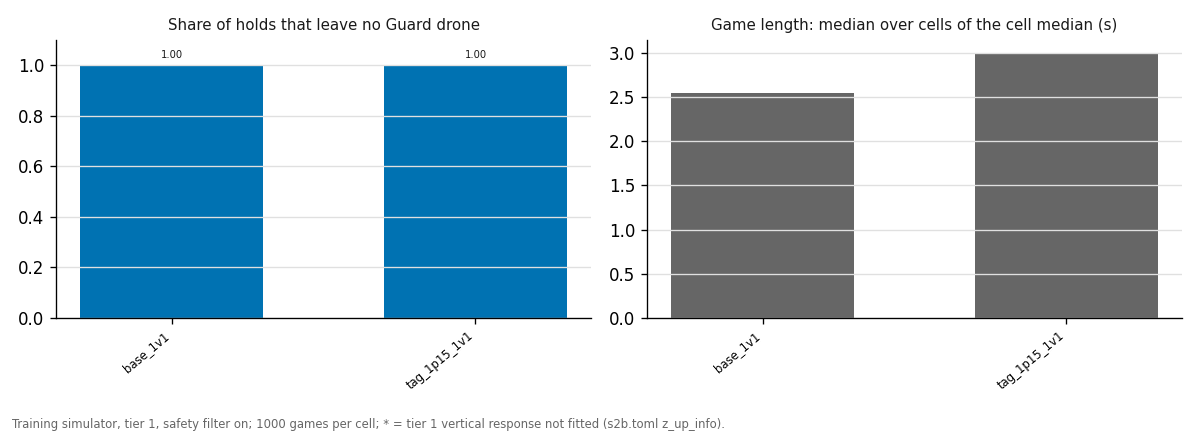 Share of holds that leave no Guard drone
1.00
1.00
1.0
0.8
0.6
0.4
0.2
0.0
base_1v1
tag_1p15_1v1
Game length: median over cells of the cell median (s)
3.0
2.5
2.0
1.5
1.0
0.5
0.0
base_1v1
tag_1p15_1v1
Training simulator, tier 1, safety filter on; 1000 games per cell; * = tier 1 vertical response not fitted (s2b.toml z_up_info).